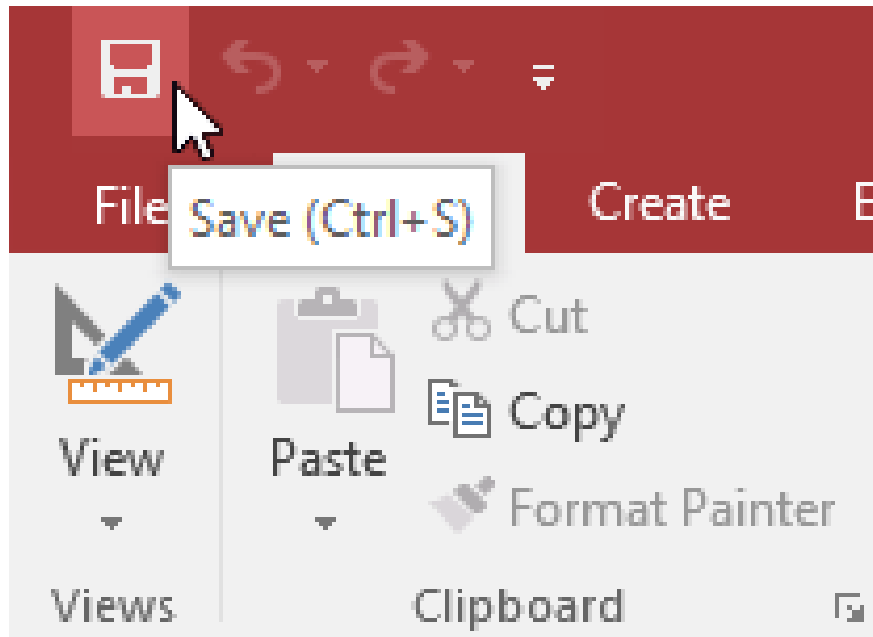 File
Save (Ctrl+S)
Create
View
Paste
Cut
Copy
Format Painter
Views
Clipboard